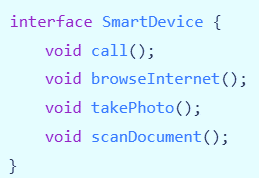 interface SmartDevice {
    void call();
    void browseInternet();
    void takePhoto();
    void scanDocument();
}